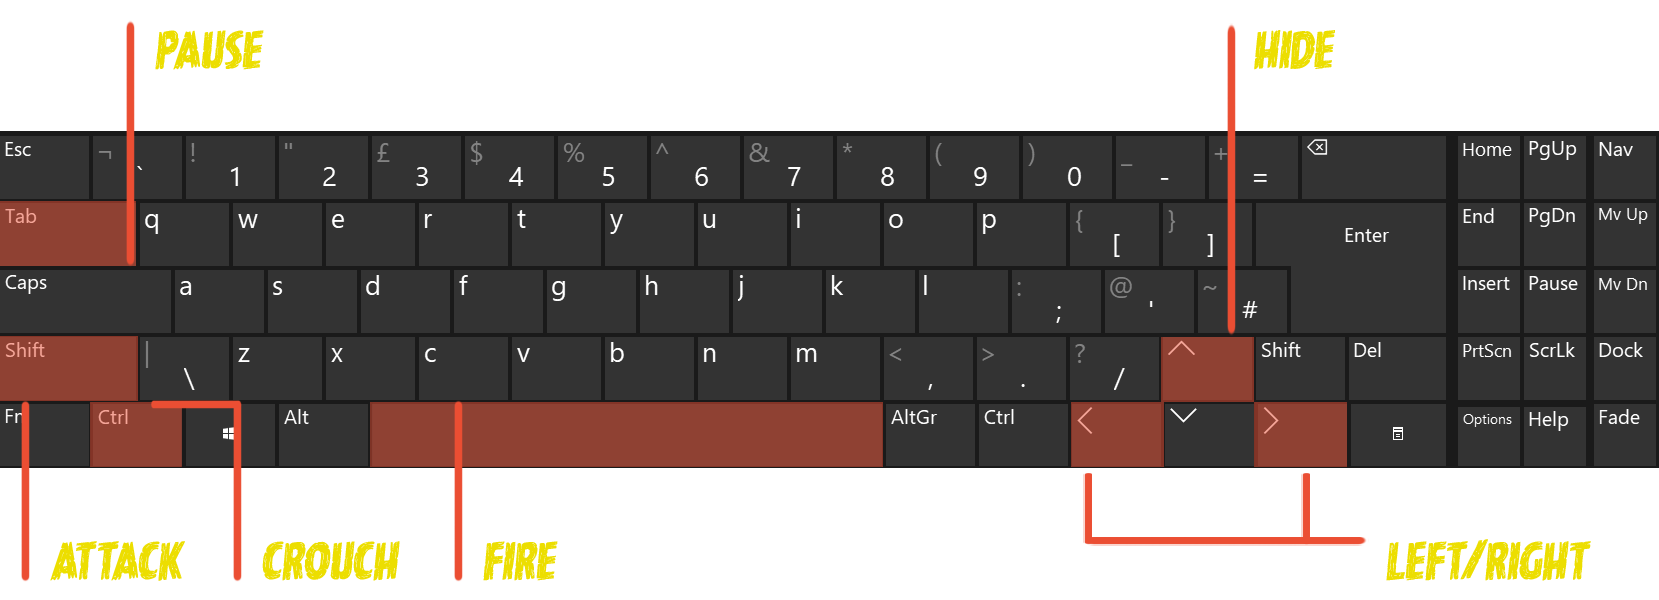 PAUSE HIDE
Esc ¬ ` ! 1 " 2 £ 3 $ 4 % 5 ^ 6 & 7 * 8 ( 9 ) 0 _ - + = Home PgUp Nav
Tab q w e r t y u i o p { [ } ] Enter End PgDn Mv Up
Caps a s d f g h j k l : ; @ ' ~ # Insert Pause Mv Dn
Shift | \ z x c v b n m < , > . ? / Shift Del PrtScn ScrLk Dock
Fn Ctrl Alt AltGr Ctrl Options Help Fade
ATTACK CROUCH FIRE LEFT/RIGHT